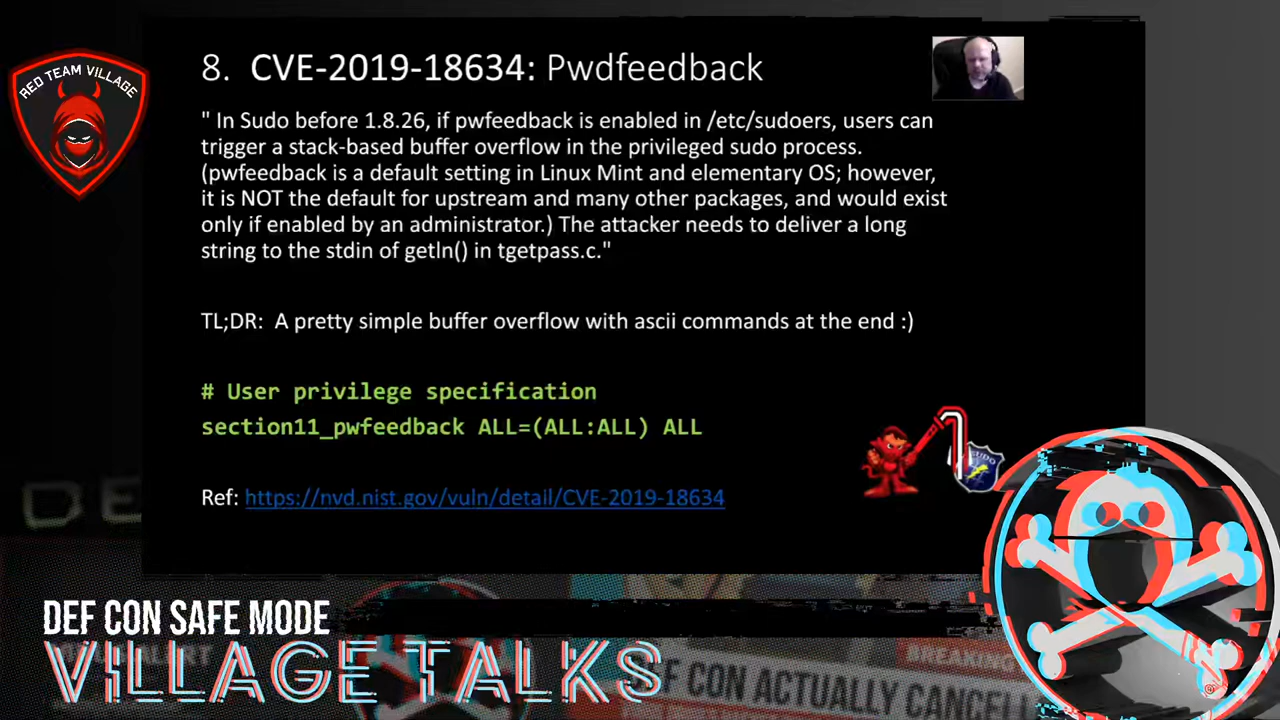 RED TEAM VILLAGE
8. CVE-2019-18634: Pwdfeedback
" In Sudo before 1.8.26, if pwfeedback is enabled in /etc/sudoers, users can
trigger a stack-based buffer overflow in the privileged sudo process.
(pwfeedback is a default setting in Linux Mint and elementary OS; however,
it is NOT the default for upstream and many other packages, and would exist
only if enabled by an administrator.) The attacker needs to deliver a long
string to the stdin of getln() in tgetpass.c."
TL;DR: A pretty simple buffer overflow with ascii commands at the end :)
# User privilege specification
section11_pwfeedback ALL=(ALL:ALL) ALL
SUDO
Ref: https://nvd.nist.gov/vuln/detail/CVE-2019-18634
DE
DEF CON SAFE MODE
VILLAGE TALKS
BREAKING
DEF CON ACTUALLY CANCELL